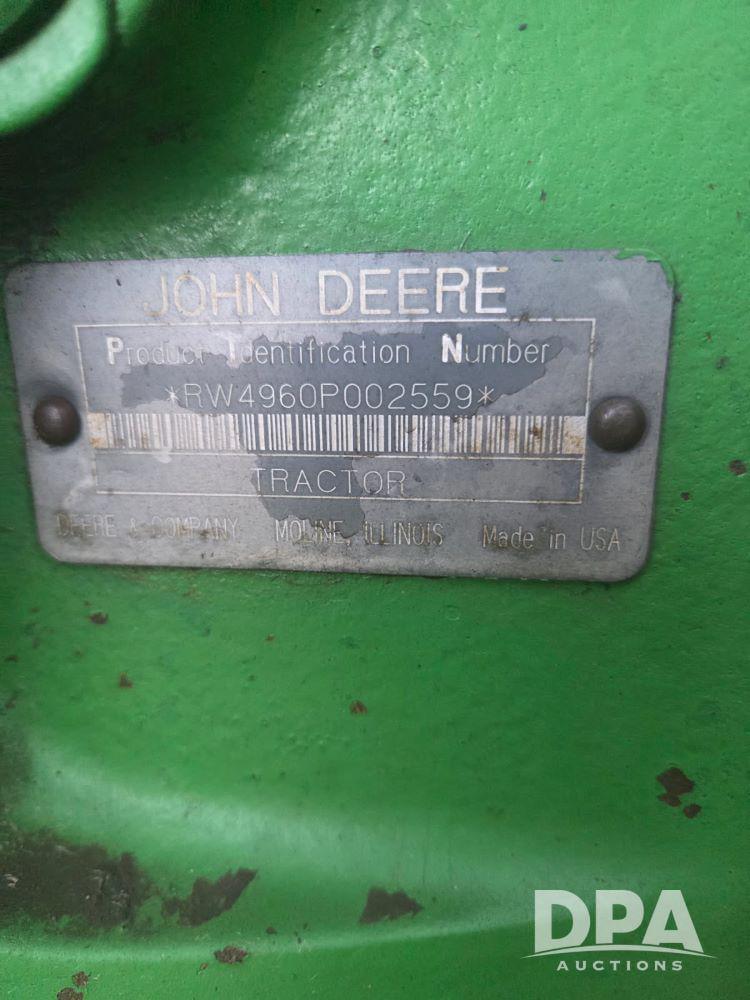 JOHN DEERE
Product Identification Number
*RW4960P002559*
TRACTOR
DEERE & COMPANY MOLINE, ILLINOIS Made in USA
DPA
AUCTIONS